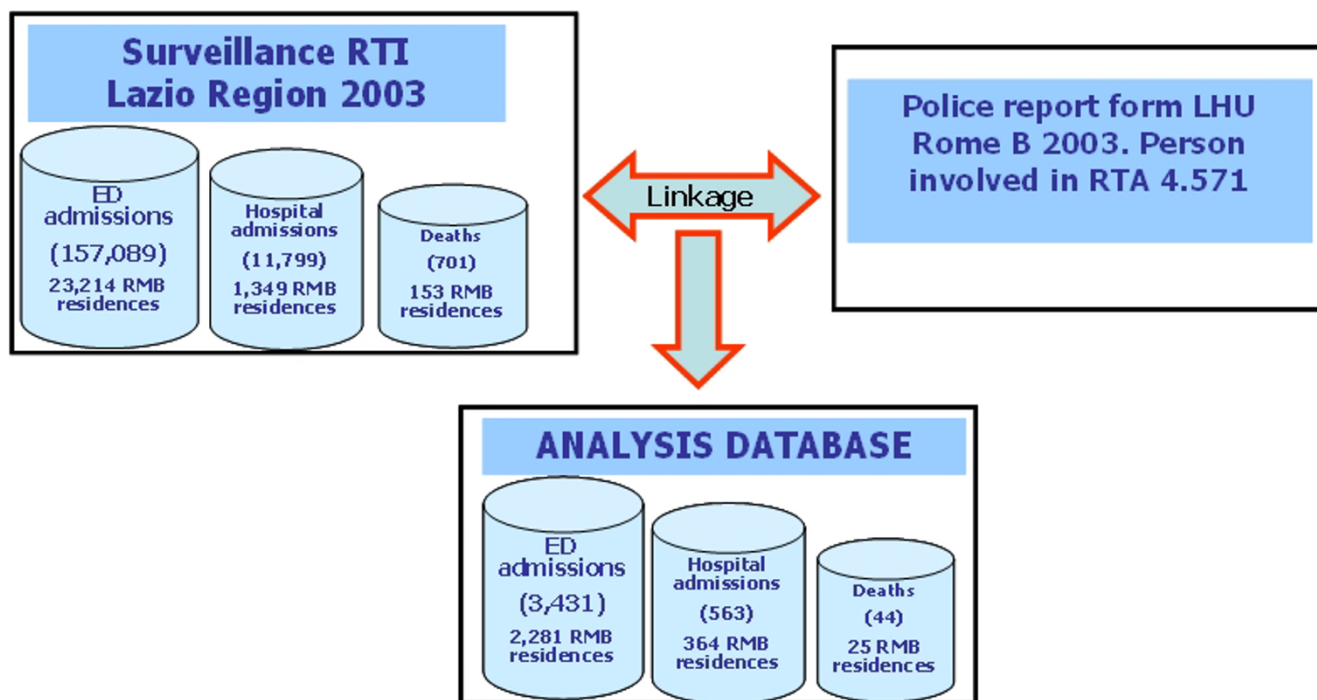 Surveillance RTI
Lazio Region 2003
ED
admissions
(157,089)
23,214 RMB
residences
Hospital
admissions
(11,799)
1,349 RMB
residences
Deaths
(701)
153 RMB
residences
Linkage
Police report form LHU
Rome B 2003. Person
involved in RTA 4.571
ANALYSIS DATABASE
ED
admissions
(3,431)
2,281 RMB
residences
Hospital
admissions
(563)
364 RMB
residences
Deaths
(44)
25 RMB
residences